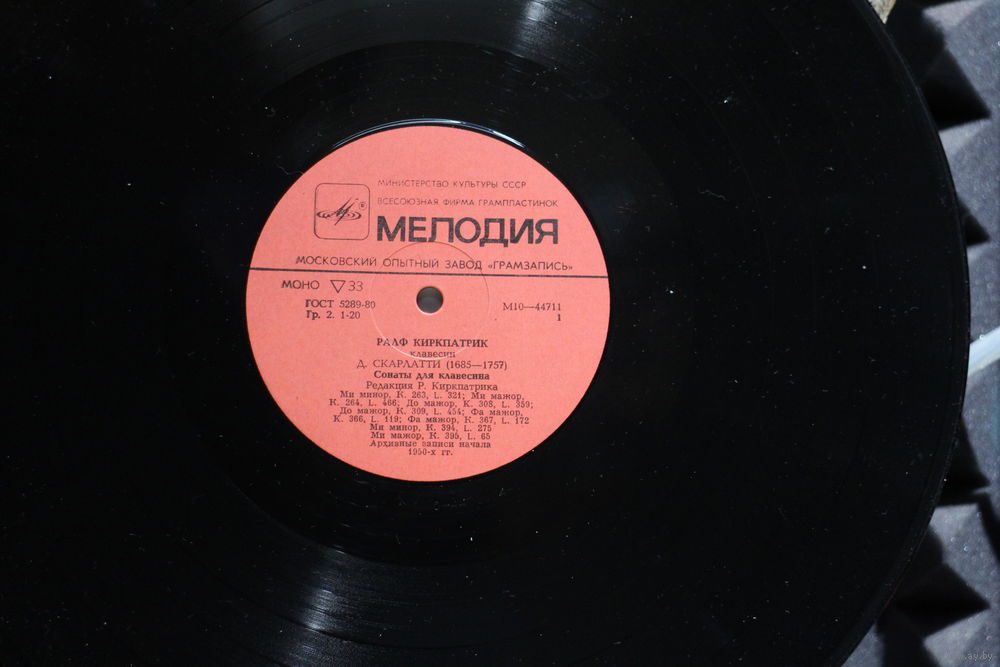 МИНИСТЕРСТВО КУЛЬТУРЫ СССР
ВСЕСОЮЗНАЯ ФИРМА ГРАМПЛАСТИНОК
МЕЛОДИЯ
МОСКОВСКИЙ ОПЫТНЫЙ ЗАВОД «ГРАМЗАПИСЬ»
МОНО 33
ГОСТ 5289-80
Гр. 2. 1-20
М10—44711
1
РАЛФ КИРКПАТРИК
клавесин
Д. СКАРЛАТТИ (1685—1757)
Сонаты для клавесина
Редакция Р. Киркпатрика
Ми минор, К. 263, L. 321; Ми мажор,
К. 264, L. 466; До мажор, К. 308, L. 359;
До мажор, К. 309, L. 454; Фа мажор,
К. 366, L. 119; Фа мажор, К. 367, L. 172
Ми минор, К. 394, L. 275
Ми мажор, К. 395, L. 65
Архивные записи начала
1950-х гг.
ay.by